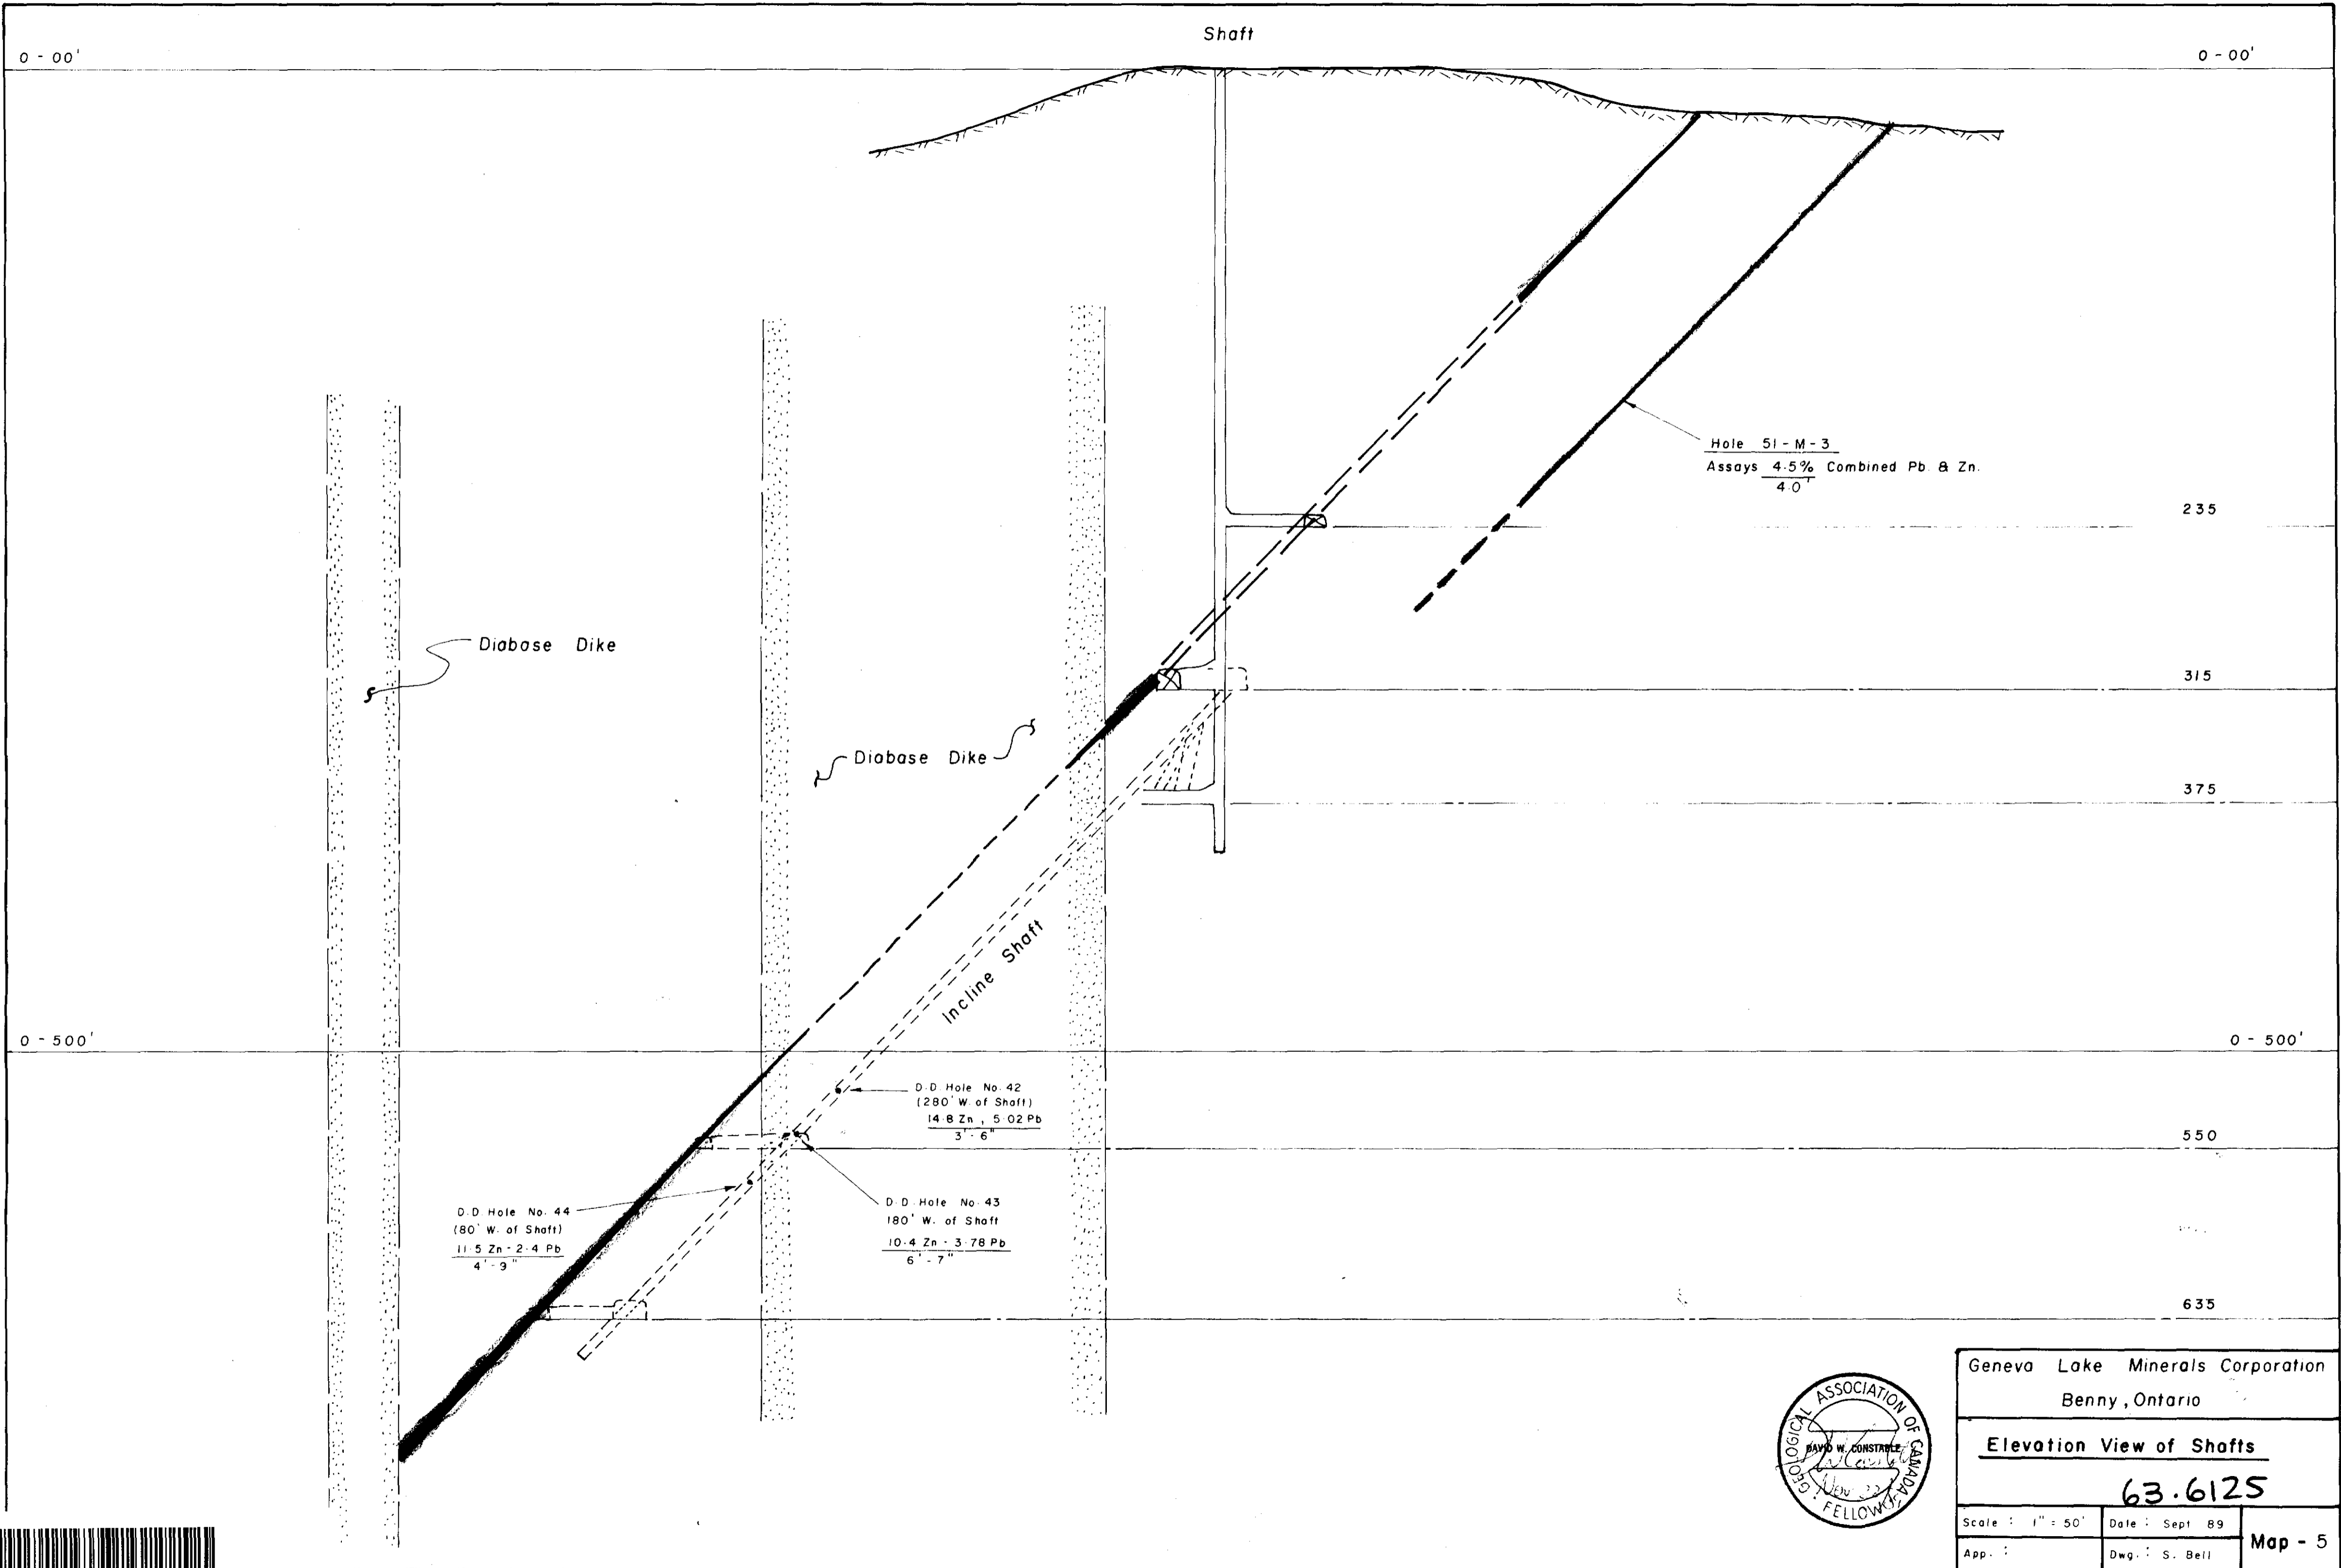 Shaft
0 - 00'
0 - 00'
Hole 51 - M - 3
Assays 4.5% Combined Pb. & Zn.
4.0'
235
Diabase Dike
315
Diabase Dike
375
Incline Shaft
0 - 500'
0 - 500'
D.D. Hole No. 42
(280' W. of Shaft)
14.8 Zn , 5.02 Pb
3' - 6"
550
D.D. Hole No. 44
(80' W. of Shaft)
11.5 Zn - 2.4 Pb
4' - 9"
D.D. Hole No. 43
180' W. of Shaft
10.4 Zn - 3.78 Pb
6' - 7"
635
GEOLOGICAL ASSOCIATION OF CANADA
DAVID W. CONSTABLE
Nov
FELLOW
Geneva Lake Minerals Corporation
Benny, Ontario
Elevation View of Shafts
63.6125
Scale : 1" = 50'
Date : Sept 89
Map - 5
App. :
Dwg. : S. Bell